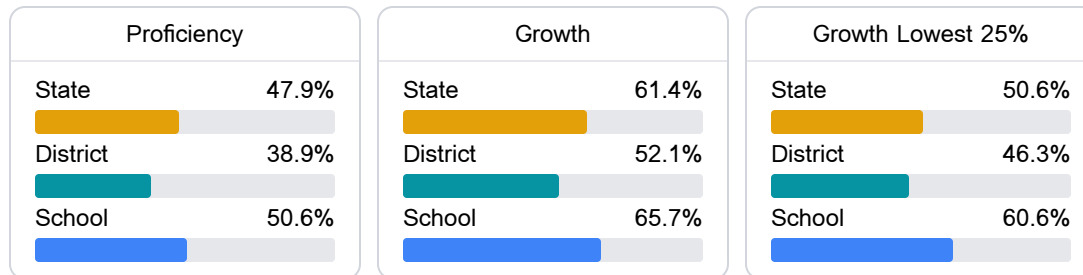 Proficiency
State 47.9%
District 38.9%
School 50.6%
Growth
State 61.4%
District 52.1%
School 65.7%
Growth Lowest 25%
State 50.6%
District 46.3%
School 60.6%